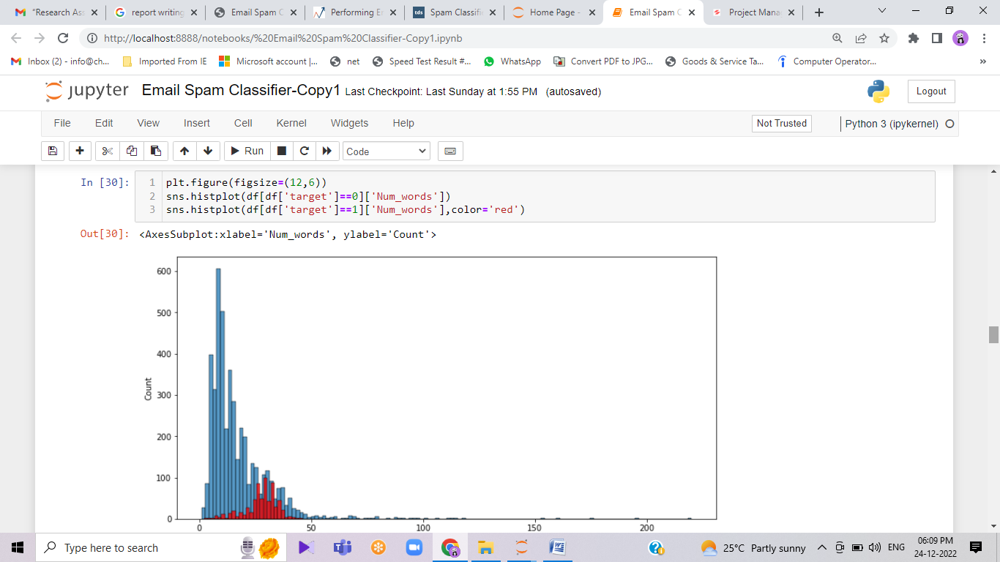 "Research Ass
report writing
Email Spam C
Performing E
tds
Spam Classifi
Home Page -
Email Spam C
Project Mana
http://localhost:8888/notebooks/%20Email%20Spam%20Classifier-Copy1.ipynb
Inbox (2) - info@ch...
Imported From IE
Microsoft account |...
net
Speed Test Result #...
WhatsApp
Convert PDF to JPG...
Goods & Service Ta...
Computer Operator...
»
jupyter Email Spam Classifier-Copy1 Last Checkpoint: Last Sunday at 1:55 PM (autosaved)
Logout
File Edit View Insert Cell Kernel Widgets Help
Not Trusted
Python 3 (ipykernel)
Run
Code
In [30]:
1 plt.figure(figsize=(12,6))
2 sns.histplot(df[df['target']==0]['Num_words'])
3 sns.histplot(df[df['target']==1]['Num_words'],color='red')
Out[30]: <AxesSubplot:xlabel='Num_words', ylabel='Count'>
600
500
400
300
200
100
0
Count
0 50 100 150 200
Type here to search
25°C Partly sunny
ENG
06:09 PM
24-12-2022